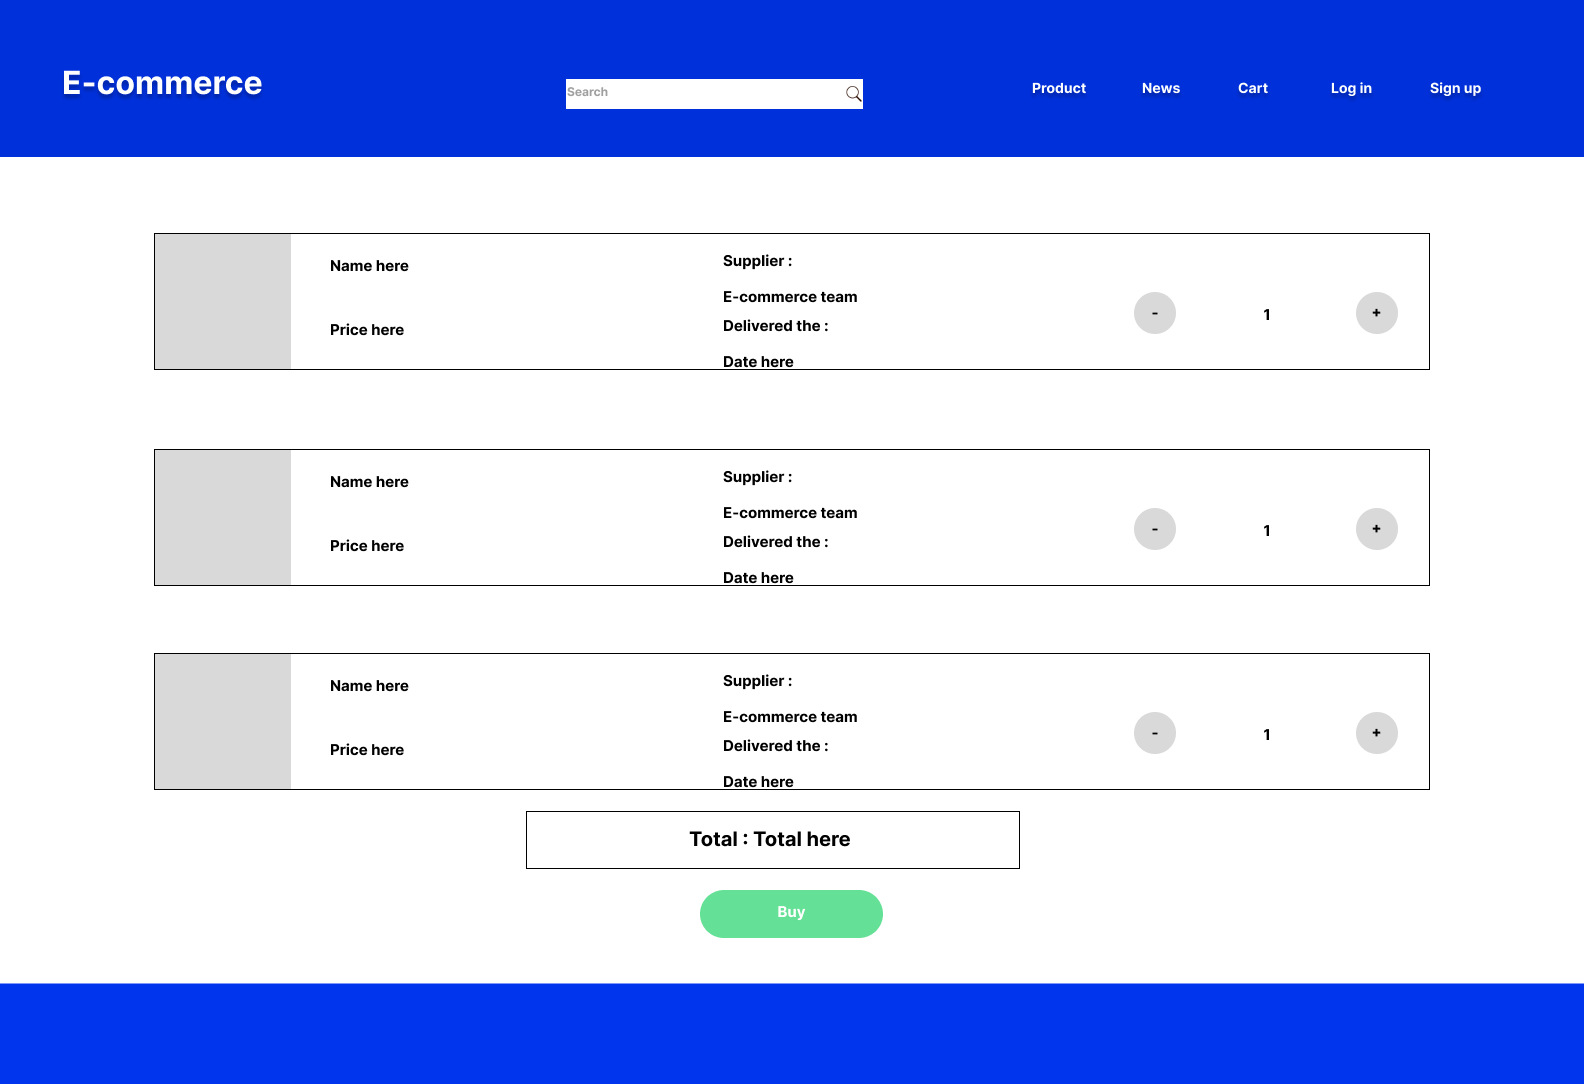 E-commerce
Search
Product News Cart Log in Sign up
Name here
Price here
Supplier :
E-commerce team
Delivered the :
Date here
- 1 +
Name here
Price here
Supplier :
E-commerce team
Delivered the :
Date here
- 1 +
Name here
Price here
Supplier :
E-commerce team
Delivered the :
Date here
- 1 +
Total : Total here
Buy